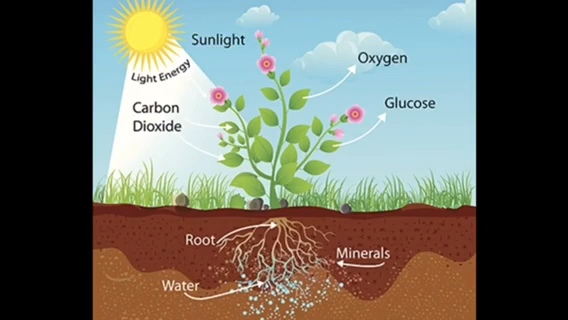 Sunlight
Light Energy
Oxygen
Carbon
Dioxide
Glucose
Root
Minerals
Water